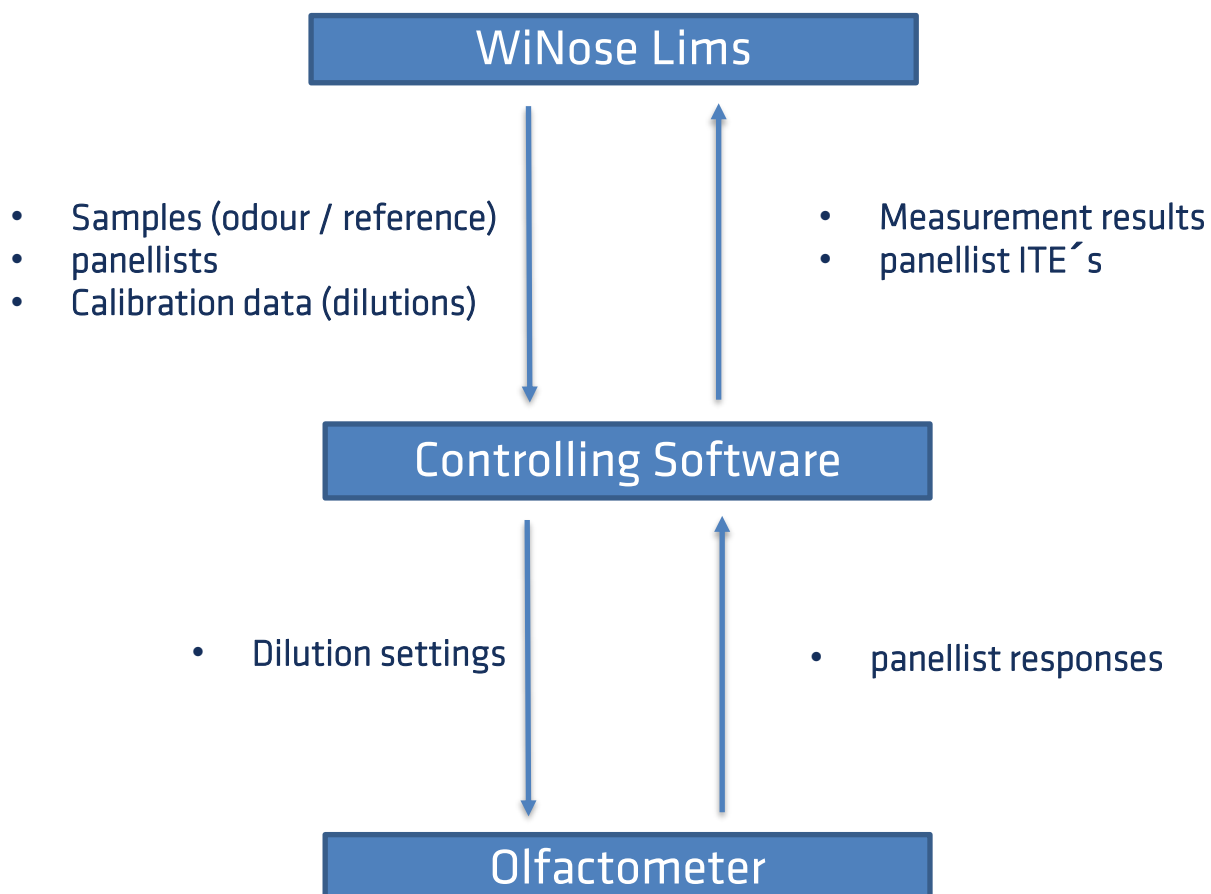 WiNose Lims
• Samples (odour / reference)
• panellists
• Calibration data (dilutions)
• Measurement results
• panellist ITE´s
Controlling Software
• Dilution settings
• panellist responses
Olfactometer